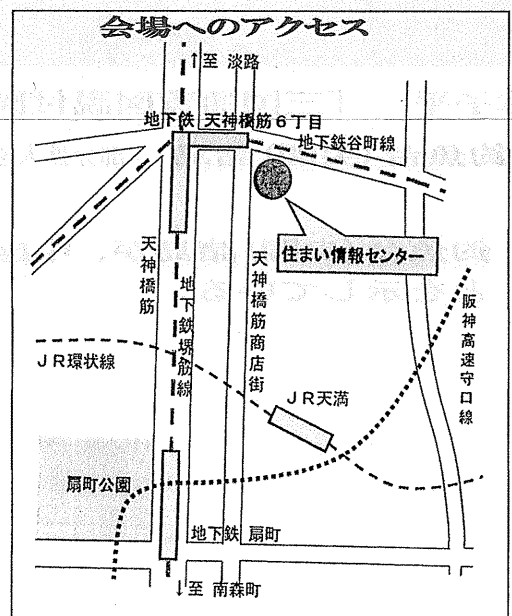 会場へのアクセス
↑至 淡路
地下鉄 天神橋筋6丁目
地下鉄谷町線
住まい情報センター
天神橋筋
地下鉄堺筋線
天神橋筋商店街
阪神高速守口線
JR環状線
JR天満
扇町公園
地下鉄 扇町
↓至 南森町